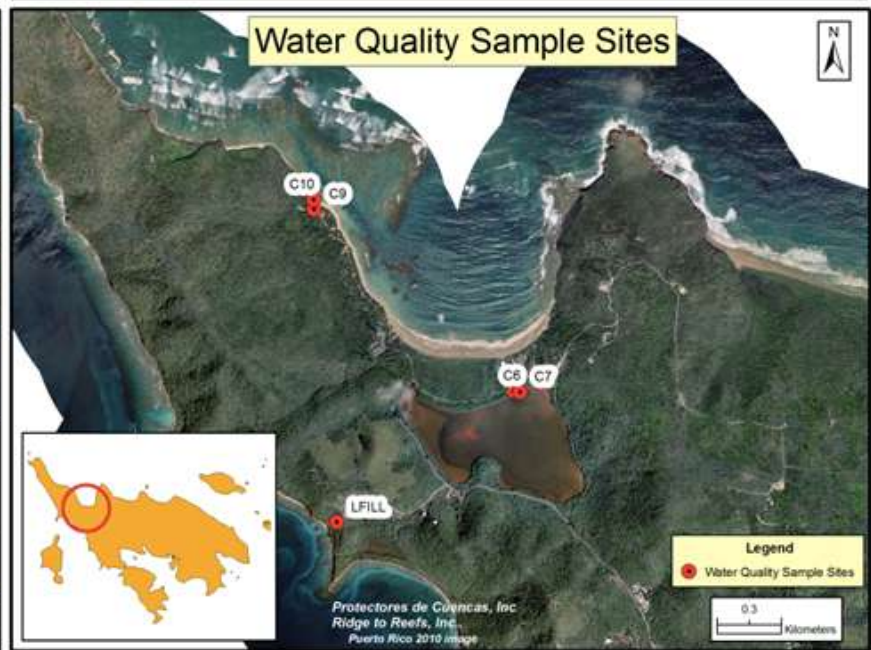 Water Quality Sample Sites
N
C10
C9
C6
C7
LFILL
Legend
Water Quality Sample Sites
Protectores de Cuencas, Inc
Ridge to Reefs, Inc.,
Puerto Rico 2010 image
0.3
Kilometers